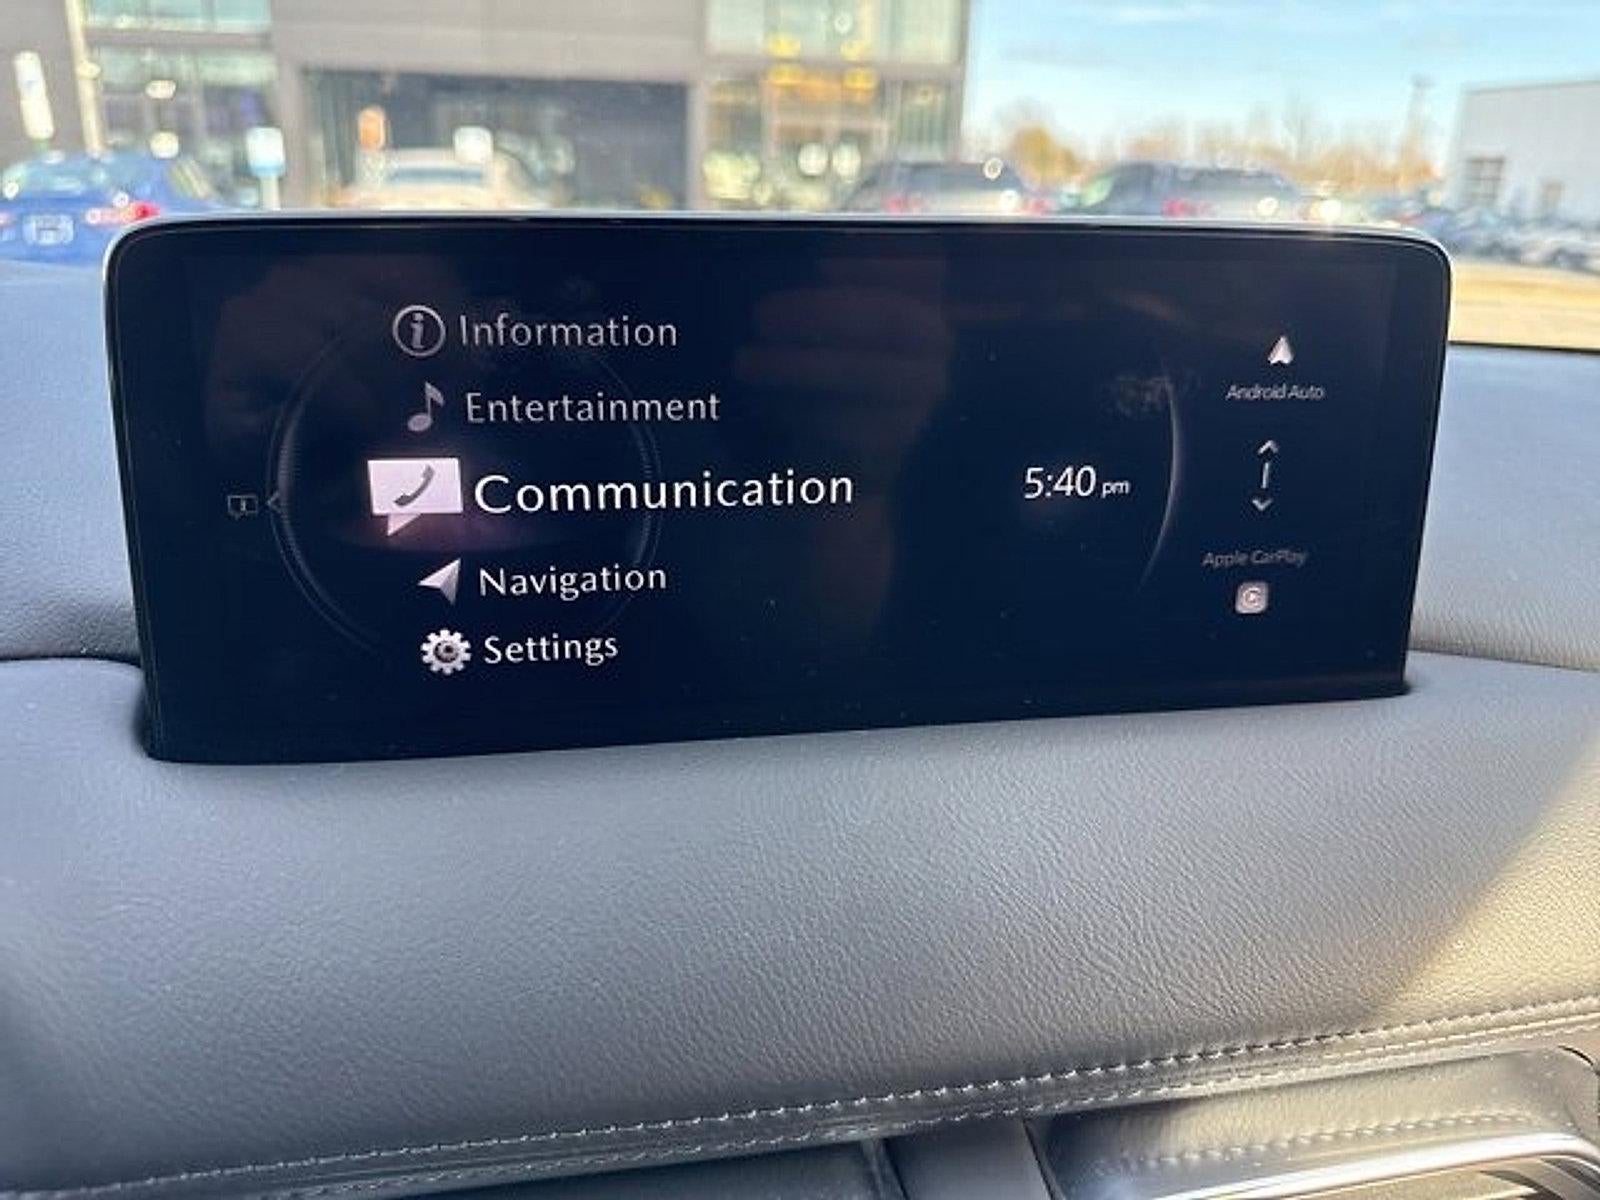 Information
Entertainment
Communication
5:40 pm
Navigation
Settings
Android Auto
Apple CarPlay